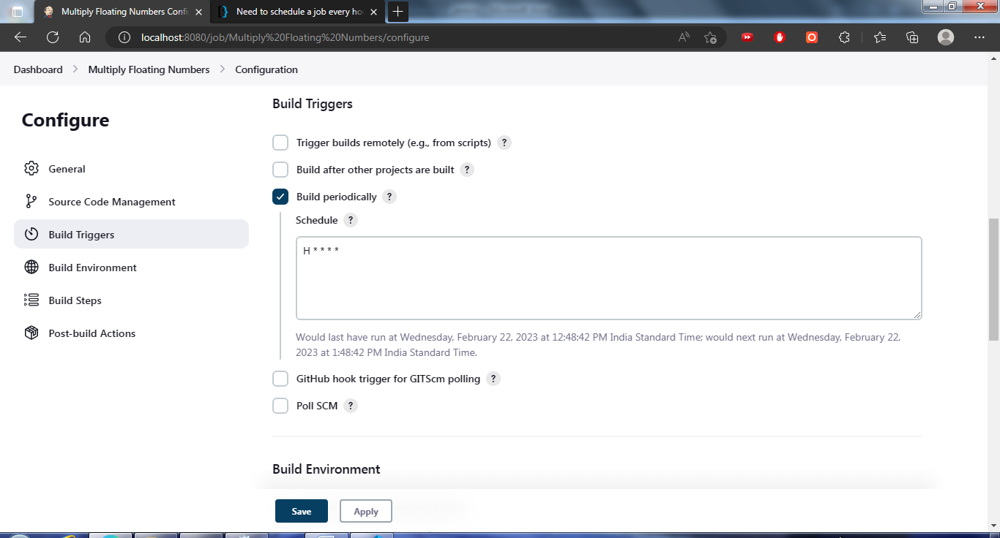 Multiply Floating Numbers Confi
Need to schedule a job every ho
localhost:8080/job/Multiply%20Floating%20Numbers/configure
Dashboard > Multiply Floating Numbers > Configuration
Configure
General
Source Code Management
Build Triggers
Build Environment
Build Steps
Post-build Actions
Build Triggers
Trigger builds remotely (e.g., from scripts) ?
Build after other projects are built ?
Build periodically ?
Schedule ?
H * * * *
Would last have run at Wednesday, February 22, 2023 at 12:48:42 PM India Standard Time; would next run at Wednesday, February 22,
2023 at 1:48:42 PM India Standard Time.
GitHub hook trigger for GITScm polling ?
Poll SCM ?
Build Environment
Save
Apply